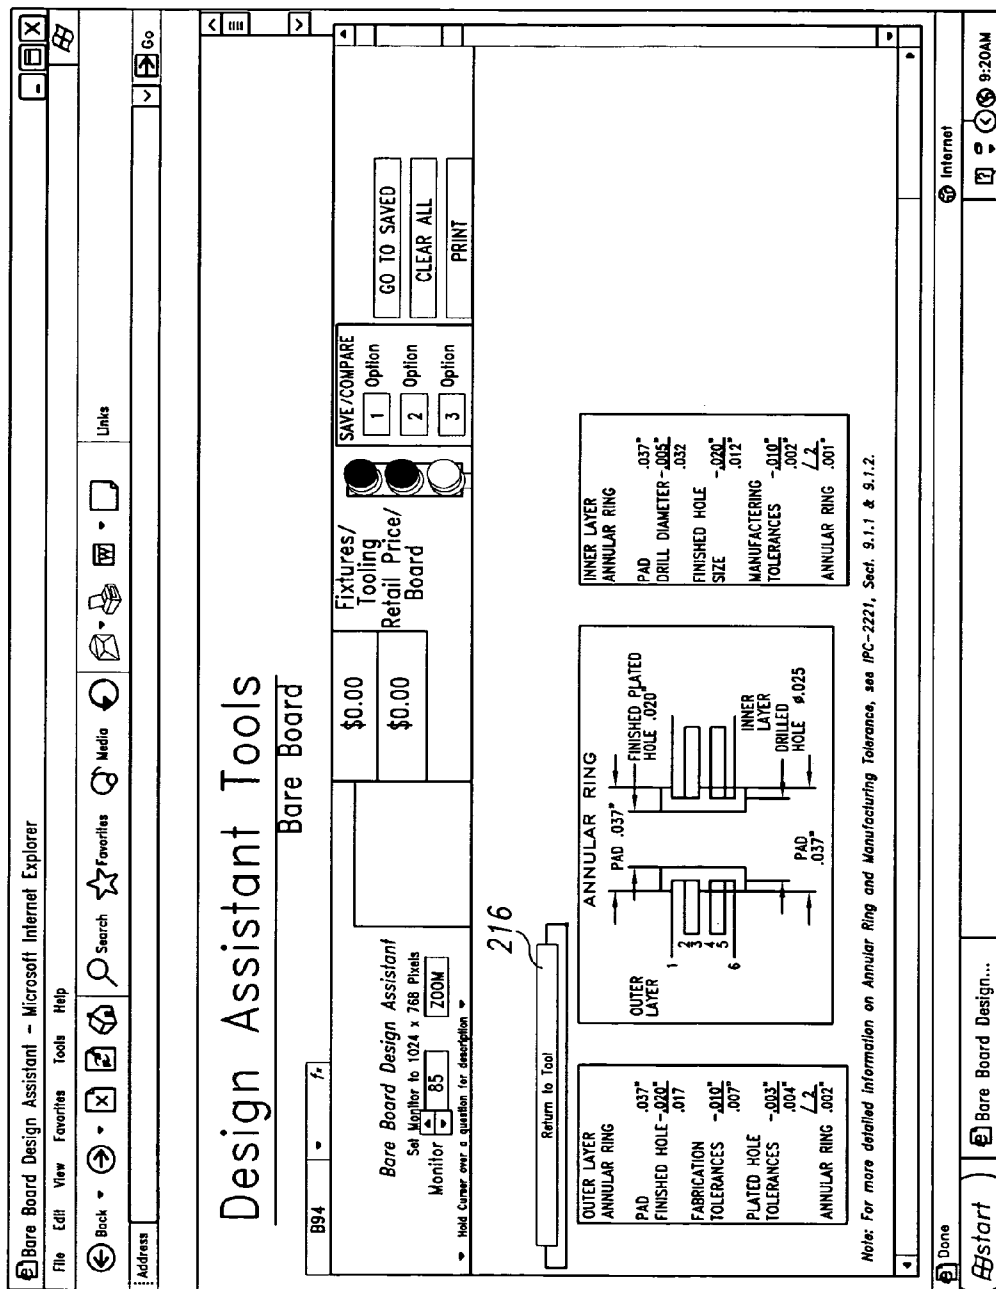 Bare Board Design Assistant - Microsoft Internet Explorer
File Edit View Favorites Tools Help
Back Search Favorites Media Links
Address Go
Design Assistant Tools
Bare Board
B94 fx
Bare Board Design Assistant
Set Monitor to 1024 x 768 Pixels
Monitor 85 ZOOM
Hold Curser over a question for description
$0.00 Fixtures/
Tooling
$0.00 Retail Price/
Board
SAVE/COMPARE
1 Option
2 Option
3 Option
GO TO SAVED
CLEAR ALL
PRINT
216
Return to Tool
OUTER LAYER
ANNULAR RING
PAD .037"
FINISHED HOLE -.020"
.017
FABRICATION
TOLERANCES -.010"
.007"
PLATED HOLE
TOLERANCES -.003"
.004"
/ 2
ANNULAR RING .002"
ANNULAR RING
OUTER
LAYER
1
2
3
4
5
6
PAD .037"
FINISHED PLATED
HOLE .020"
PAD
.037"
INNER
LAYER
DRILLED
HOLE ø.025
INNER LAYER
ANNULAR RING
PAD .037"
DRILL DIAMETER -.005"
.032
FINISHED HOLE
SIZE -.020"
.012"
MANUFACTERING
TOLERANCES -.010"
.002"
/ 2
ANNULAR RING .001"
Note: For more detailed information on Annular Ring and Manufacturing Tolerance, see IPC-2221, Sect. 9.1.1 & 9.1.2.
Done Internet
start Bare Board Design... 9:20AM